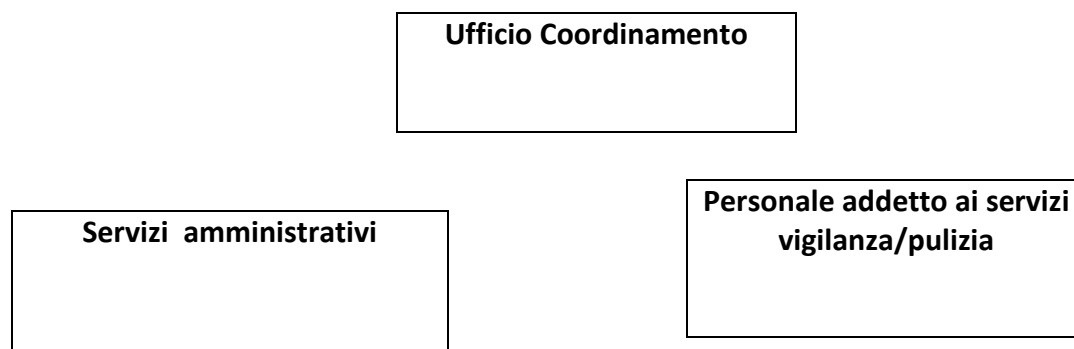 Ufficio Coordinamento
Servizi amministrativi
Personale addetto ai servizi
vigilanza/pulizia